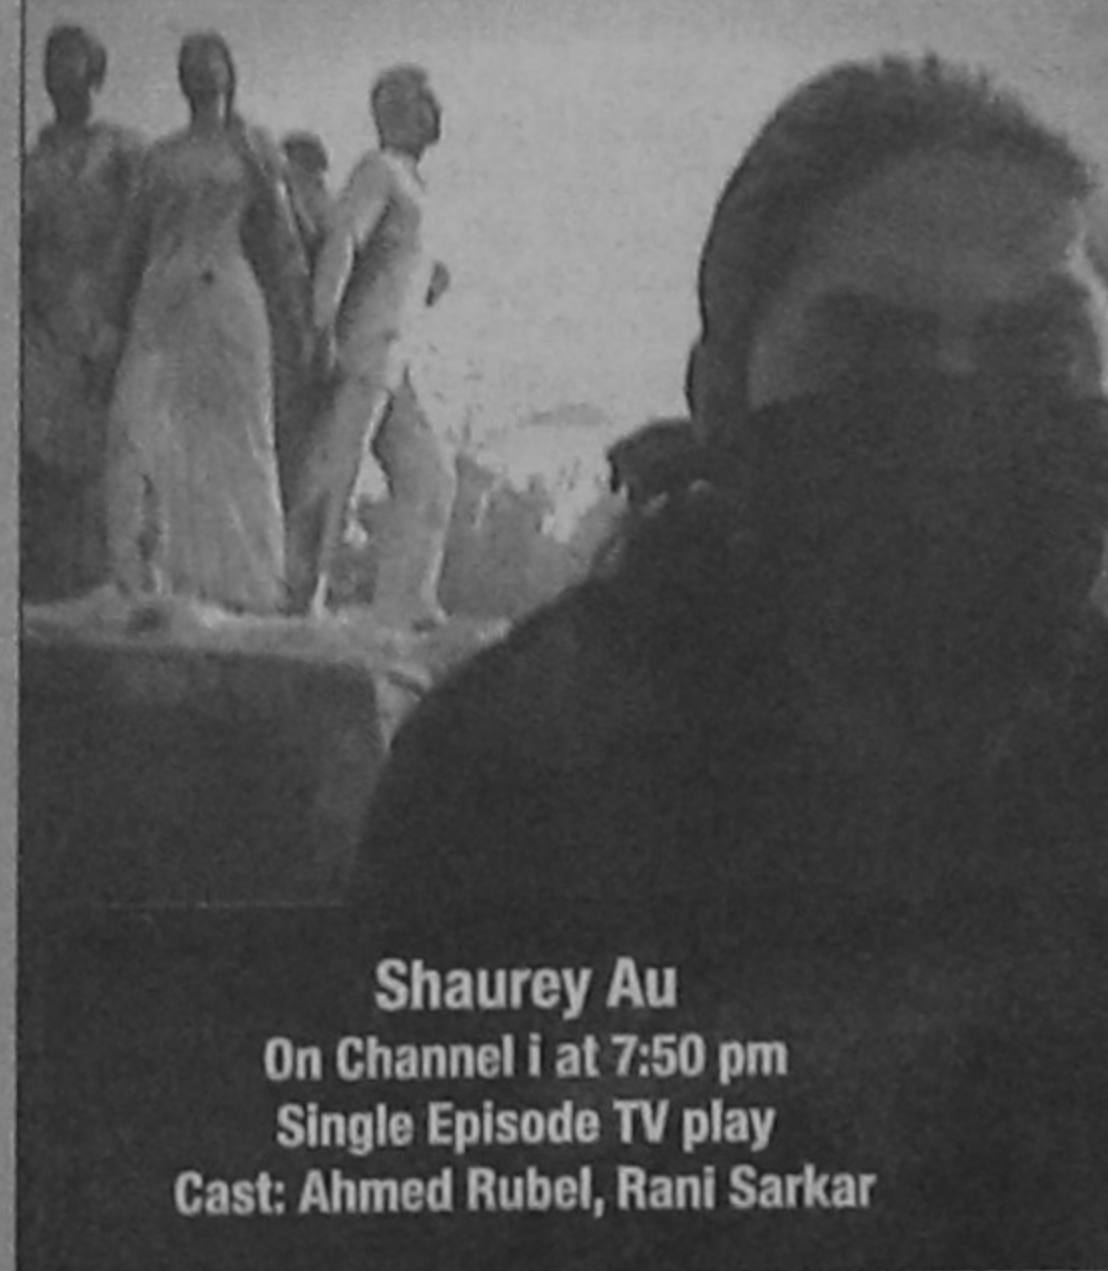 Shaurey Au
On Channel i at 7:50 pm
Single Episode TV play
Cast: Ahmed Rubel, Rani Sarkar